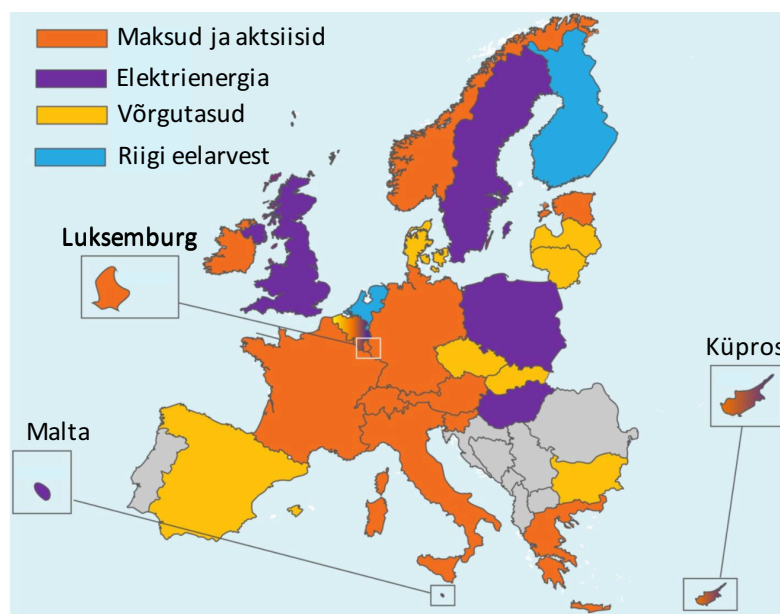 Maksud ja aktsiisid
Elektrienergia
Võrgutasud
Riigi eelarvest
Luksemburg
Küpros
Malta